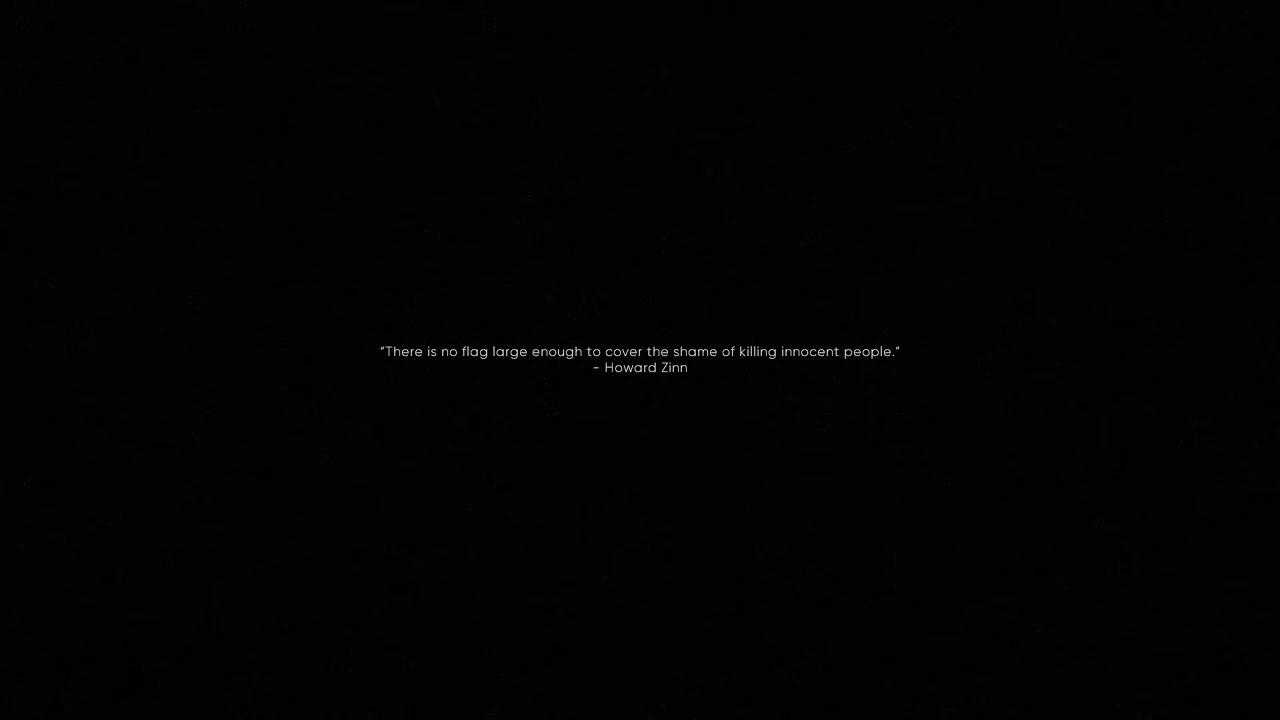 "There is no flag large enough to cover the shame of killing innocent people."
- Howard Zinn